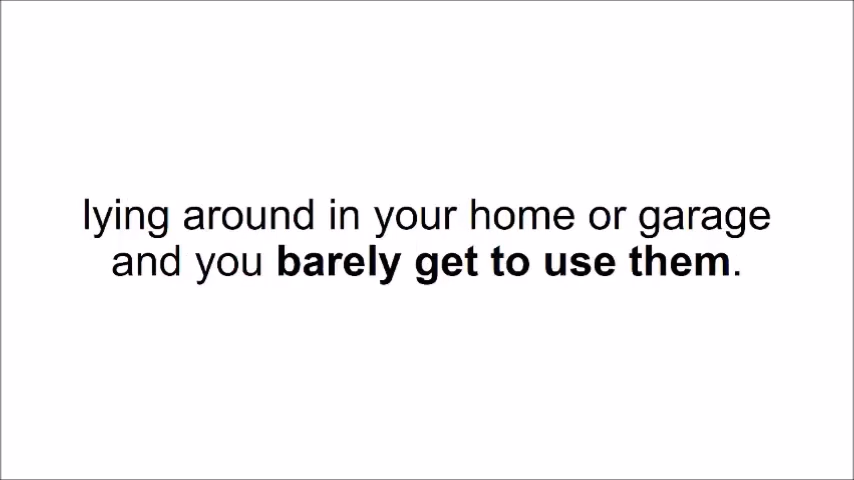 lying around in your home or garage
and you barely get to use them.